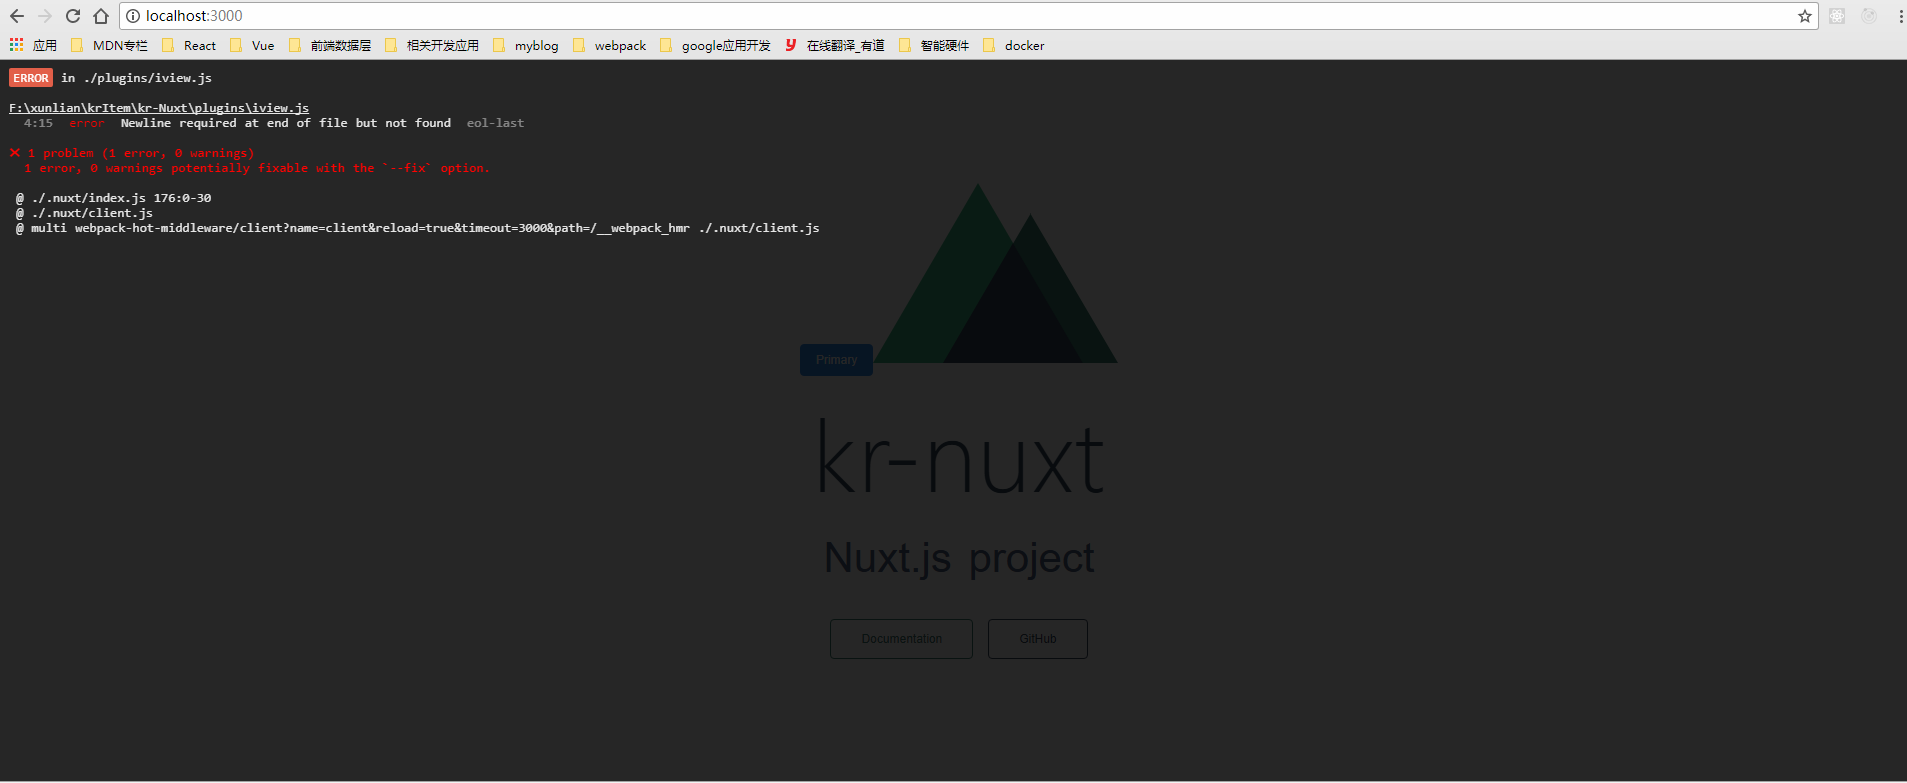 localhost:3000
应用 MDN专栏 React Vue 前端数据层 相关开发应用 myblog webpack google应用开发 在线翻译_有道 智能硬件 docker
ERROR in ./plugins/iview.js
F:\xunlian\krItem\kr-Nuxt\plugins\iview.js
4:15 error Newline required at end of file but not found eol-last
✕ 1 problem (1 error, 0 warnings)
1 error, 0 warnings potentially fixable with the `--fix` option.
@ ./.nuxt/index.js 176:0-30
@ ./.nuxt/client.js
@ multi webpack-hot-middleware/client?name=client&reload=true&timeout=3000&path=/__webpack_hmr ./.nuxt/client.js
Primary
kr-nuxt
Nuxt.js project
Documentation GitHub